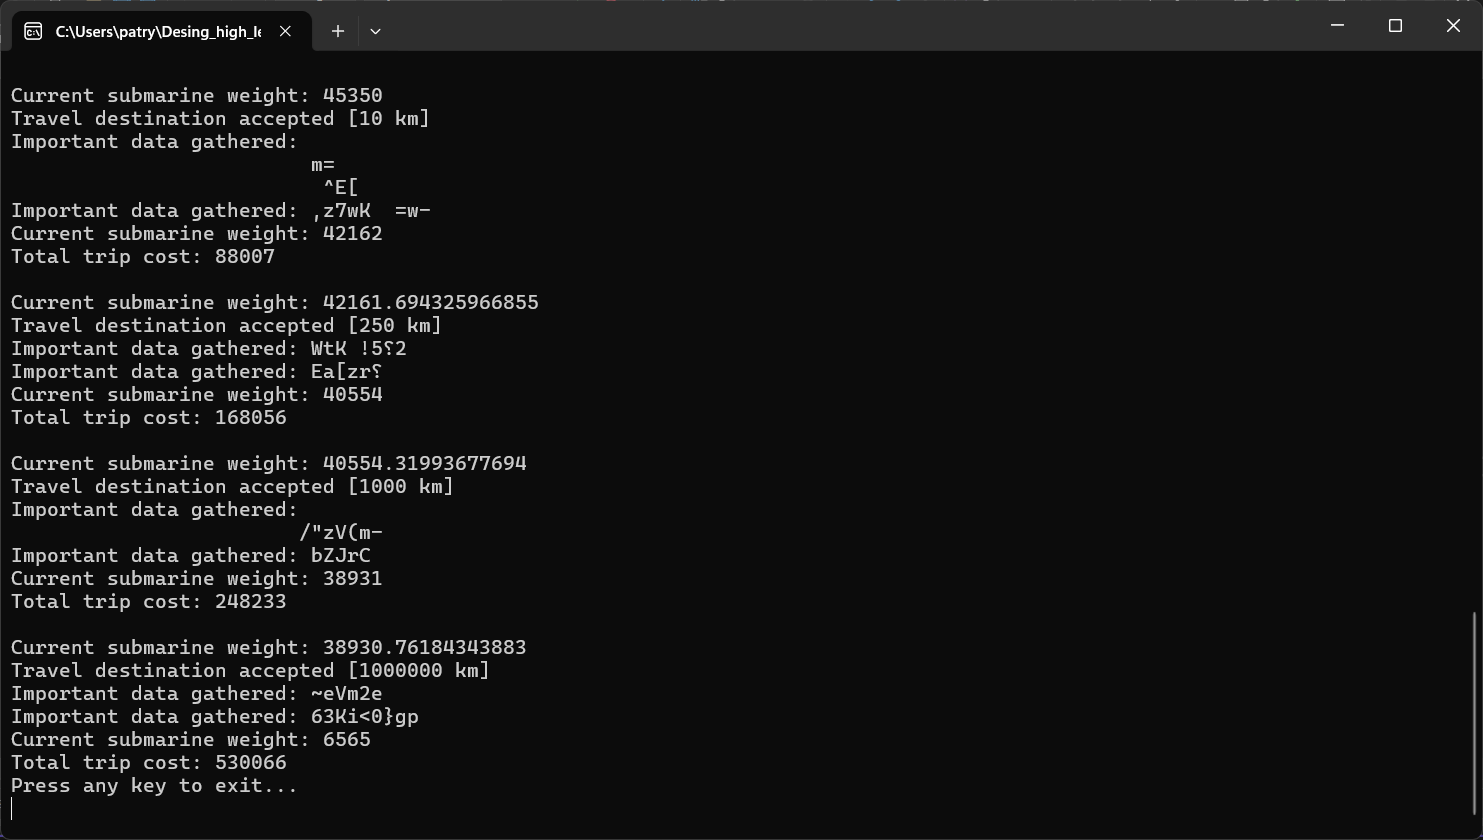 C:\Users\patry\Desing_high_le
Current submarine weight: 45350
Travel destination accepted [10 km]
Important data gathered:
m=
^E[
Important data gathered: ‚z7wK  =w-
Current submarine weight: 42162
Total trip cost: 88007
Current submarine weight: 42161.694325966855
Travel destination accepted [250 km]
Important data gathered: WtK !5⸮2
Important data gathered: Ea[zr⸮
Current submarine weight: 40554
Total trip cost: 168056
Current submarine weight: 40554.31993677694
Travel destination accepted [1000 km]
Important data gathered:
/"zV(m-
Important data gathered: bZJrC
Current submarine weight: 38931
Total trip cost: 248233
Current submarine weight: 38930.76184343883
Travel destination accepted [1000000 km]
Important data gathered: ~eVm2e
Important data gathered: 63Ki<0}gp
Current submarine weight: 6565
Total trip cost: 530066
Press any key to exit...